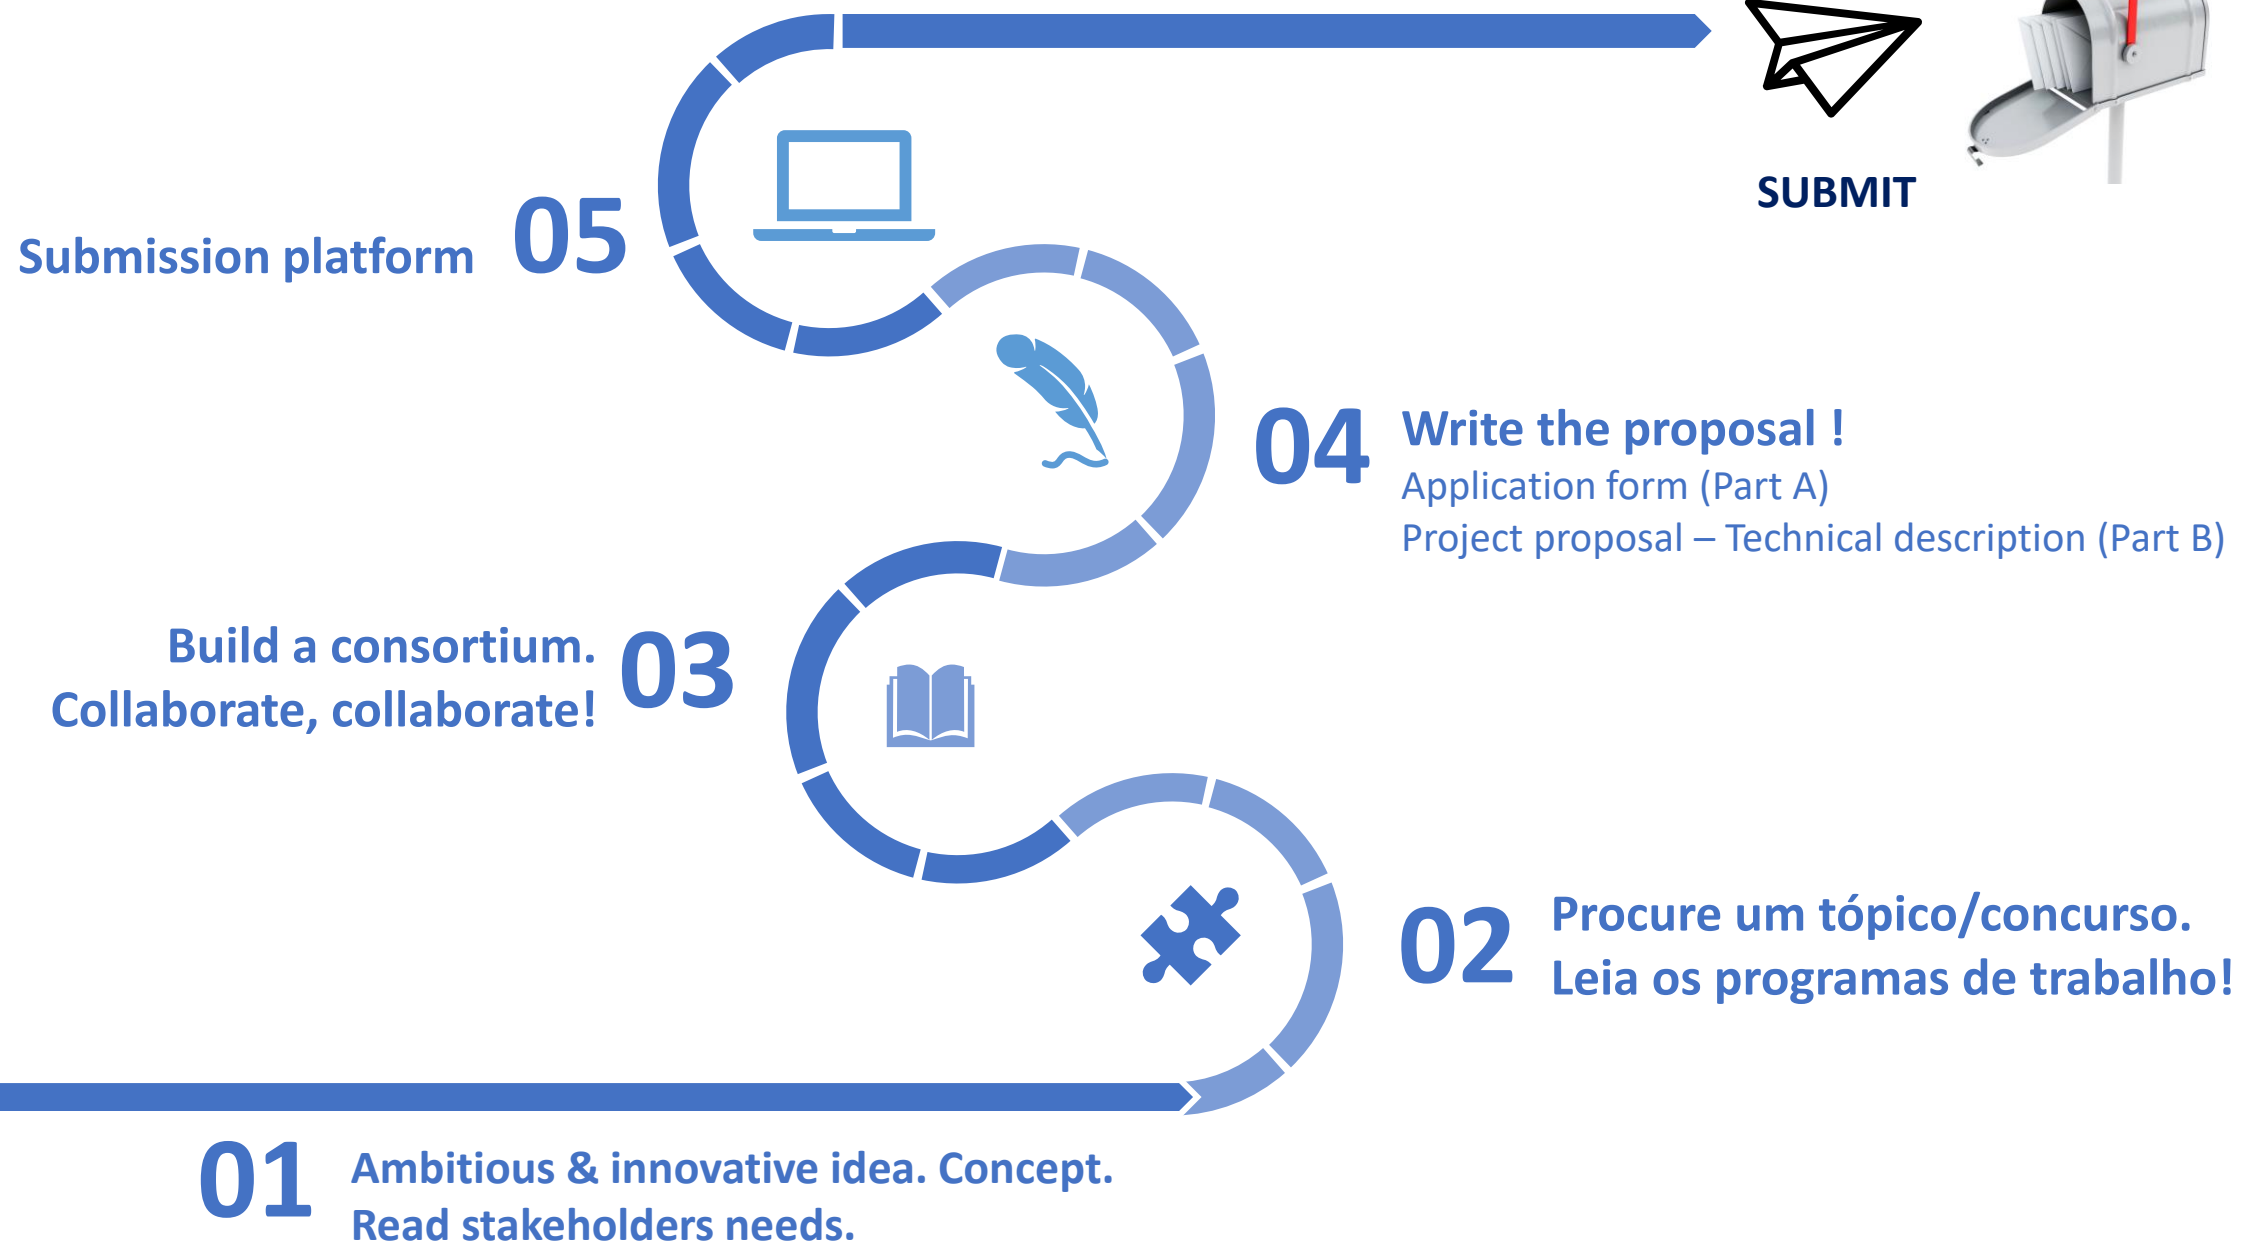 SUBMIT
05
Submission platform
04
Write the proposal !
Application form (Part A)
Project proposal – Technical description (Part B)
03
Build a consortium.
Collaborate, collaborate!
02
Procure um tópico/concurso.
Leia os programas de trabalho!
01
Ambitious & innovative idea. Concept.
Read stakeholders needs.